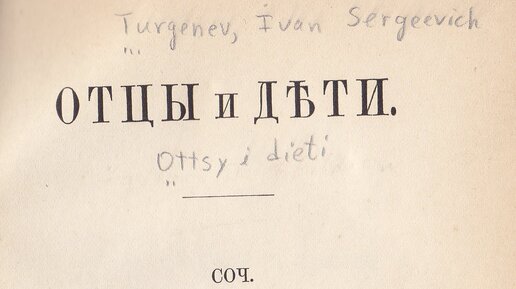 Turgenev, Ivan Sergeevich
ОТЦЫ и ДѢТИ.
Ottsy i dieti
СОЧ.